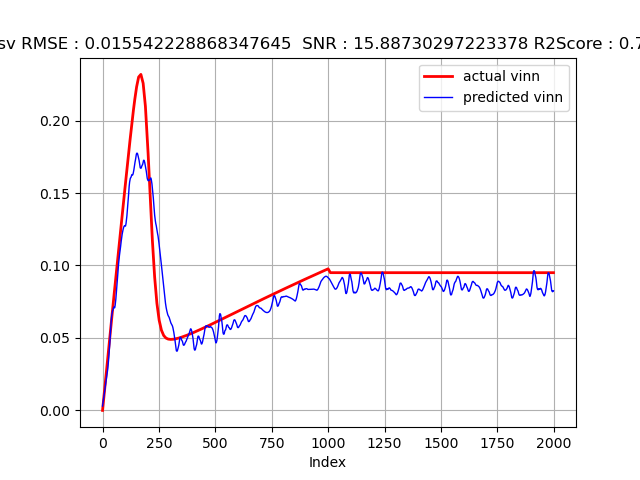 sv RMSE : 0.015542228868347645 SNR : 15.88730297223378 R2Score : 0.7
actual vinn
predicted vinn
0.20
0.15
0.10
0.05
0.00
0 250 500 750 1000 1250 1500 1750 2000
Index